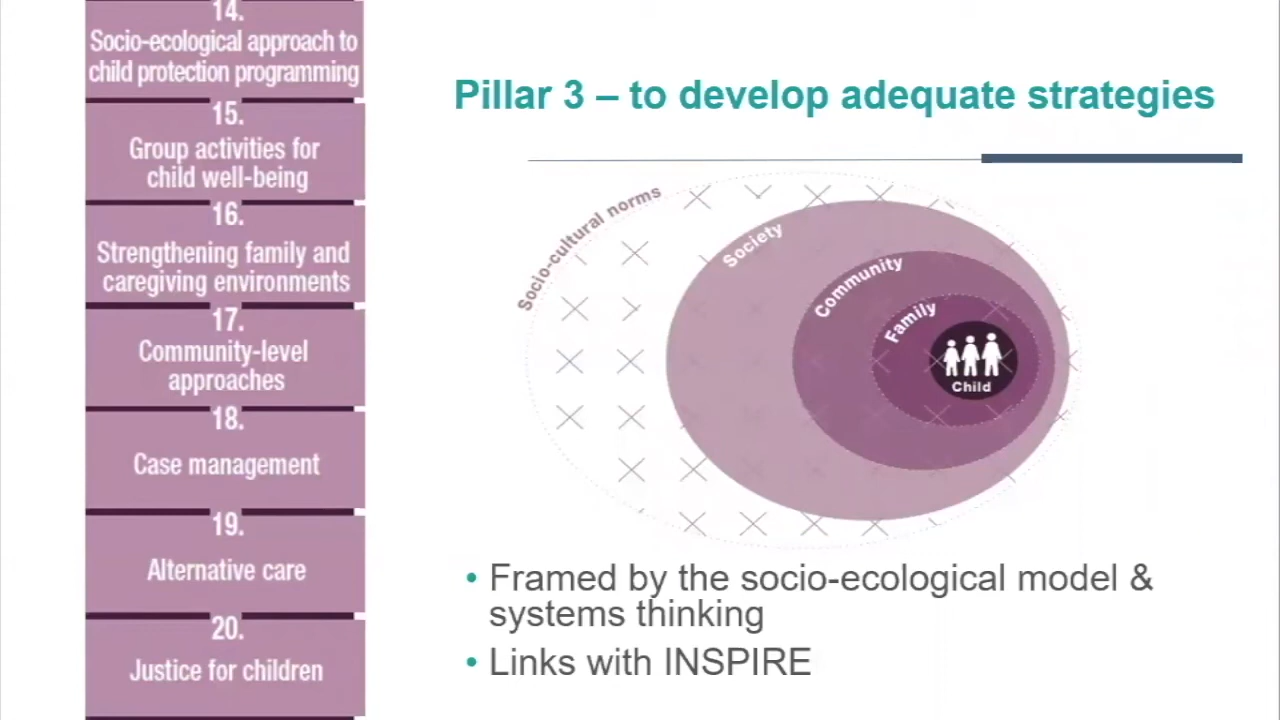 14.
Socio-ecological approach to
child protection programming
15.
Group activities for
child well-being
16.
Strengthening family and
caregiving environments
17.
Community-level
approaches
18.
Case management
19.
Alternative care
20.
Justice for children
Pillar 3 – to develop adequate strategies
Socio-cultural norms
Society
Community
Family
Child
• Framed by the socio-ecological model &
systems thinking
• Links with INSPIRE